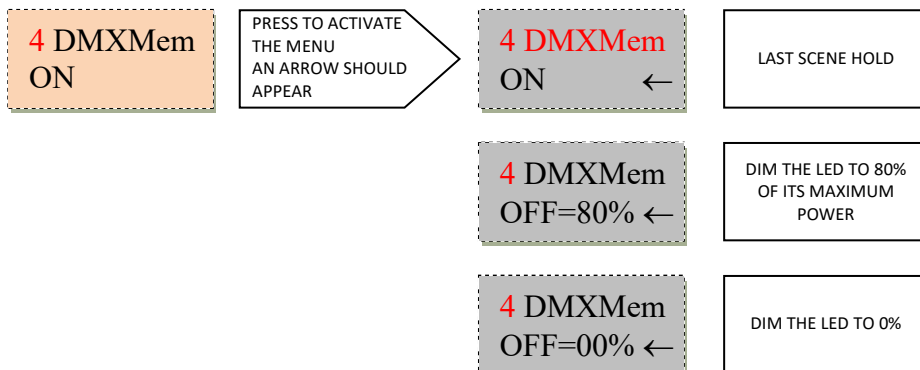 4 DMXMem
ON
PRESS TO ACTIVATE
THE MENU
AN ARROW SHOULD
APPEAR
4 DMXMem
ON ←
LAST SCENE HOLD
4 DMXMem
OFF=80% ←
DIM THE LED TO 80%
OF ITS MAXIMUM
POWER
4 DMXMem
OFF=00% ←
DIM THE LED TO 0%